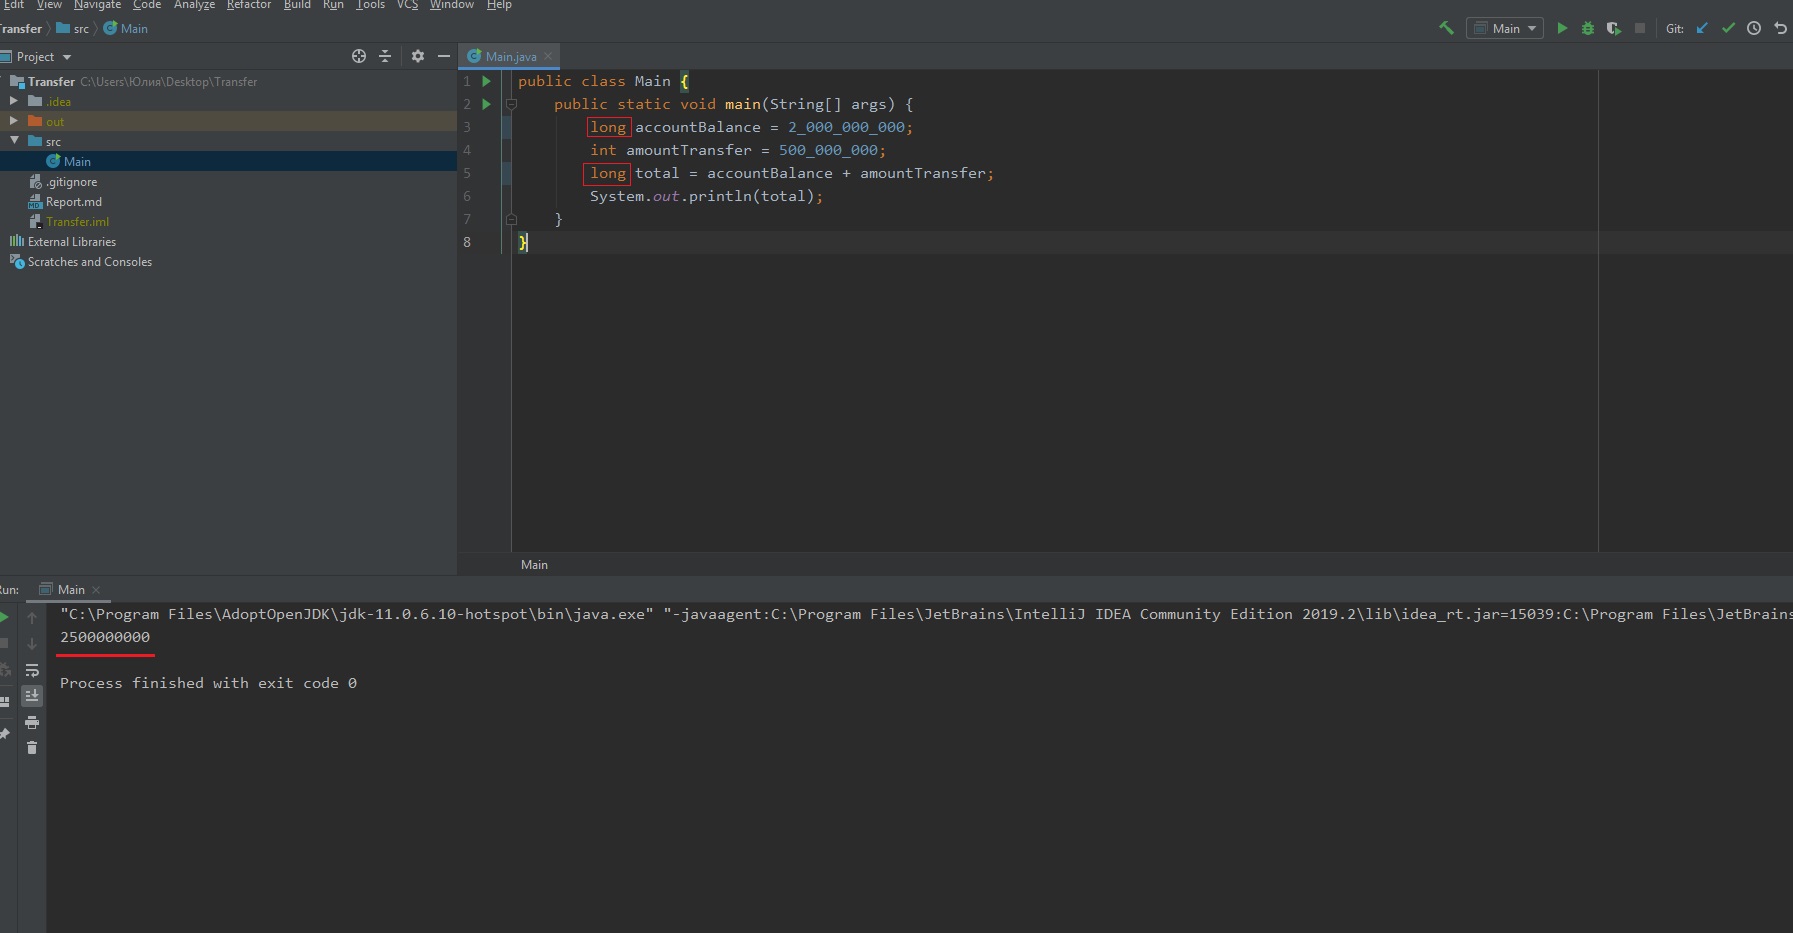 Edit View Navigate Code Analyze Refactor Build Run Tools VCS Window Help
Transfer src Main Main Git:
Project
Main.java
Transfer C:\Users\Юлия\Desktop\Transfer
.idea
out
src
Main
.gitignore
Report.md
Transfer.iml
External Libraries
Scratches and Consoles
1 public class Main {
2 public static void main(String[] args) {
3 long accountBalance = 2_000_000_000;
4 int amountTransfer = 500_000_000;
5 long total = accountBalance + amountTransfer;
6 System.out.println(total);
7 }
8 }
Main
Run: Main
"C:\Program Files\AdoptOpenJDK\jdk-11.0.6.10-hotspot\bin\java.exe" "-javaagent:C:\Program Files\JetBrains\IntelliJ IDEA Community Edition 2019.2\lib\idea_rt.jar=15039:C:\Program Files\JetBrains
2500000000
Process finished with exit code 0